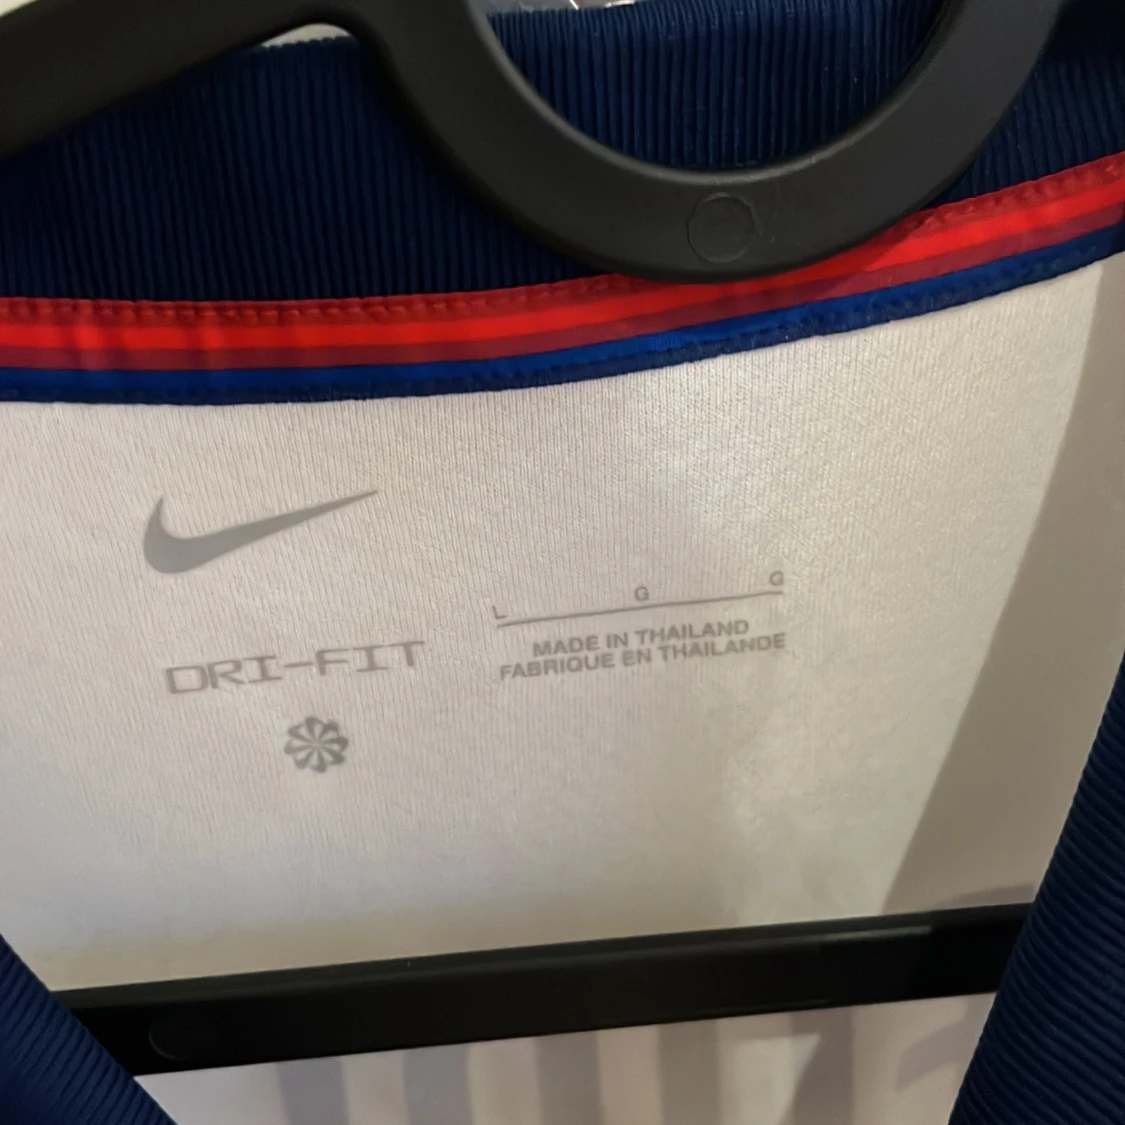 DRI-FIT
L G G
MADE IN THAILAND
FABRIQUE EN THAILANDE